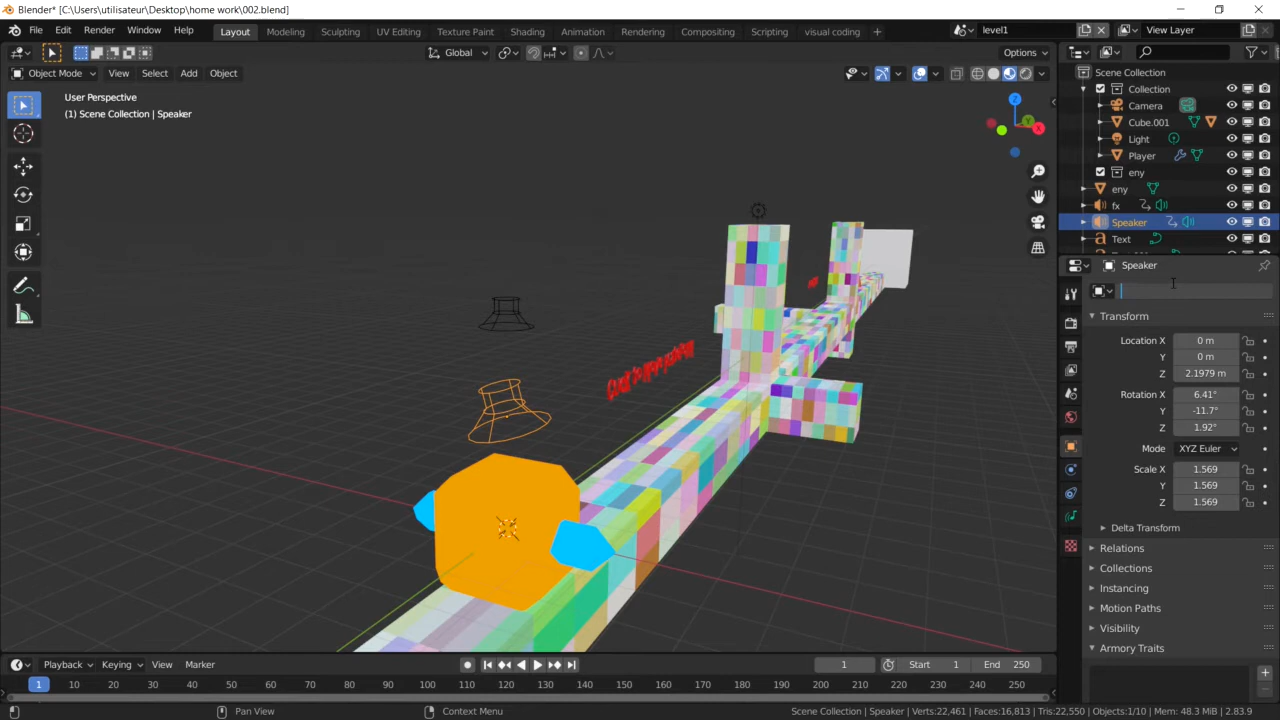 Blender* [C:\Users\utilisateur\Desktop\home work\002.blend]
File Edit Render Window Help Layout Modeling Sculpting UV Editing Texture Paint Shading Animation Rendering Compositing Scripting visual coding level1 View Layer
Global Options
Object Mode View Select Add Object
User Perspective
(1) Scene Collection | Speaker
Z
Y
X
Scene Collection
Collection
Camera
Cube.001
Light
Player
eny
eny
fx
Speaker
Text
Speaker
Transform
Location X 0 m
Y 0 m
Z 2.1979 m
Rotation X 6.41°
Y -11.7°
Z 1.92°
Mode XYZ Euler
Scale X 1.569
Y 1.569
Z 1.569
Delta Transform
Relations
Collections
Instancing
Motion Paths
Visibility
Armory Traits
Playback Keying View Marker 1 Start 1 End 250
1 10 20 30 40 50 60 70 80 90 100 110 120 130 140 150 160 170 180 190 200 210 220 230 240 250
Pan View Context Menu Scene Collection | Speaker | Verts:22,461 | Faces:16,813 | Tris:22,550 | Objects:1/10 | Mem: 48.3 MiB | 2.83.9